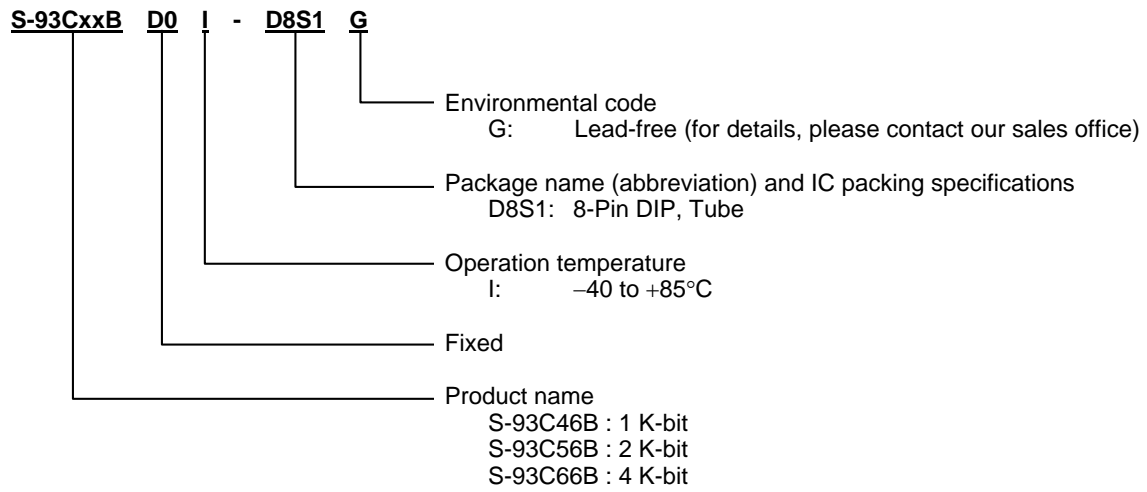 S-93CxxB D0 I - D8S1 G
Environmental code
G: Lead-free (for details, please contact our sales office)
Package name (abbreviation) and IC packing specifications
D8S1: 8-Pin DIP, Tube
Operation temperature
I: −40 to +85°C
Fixed
Product name
S-93C46B : 1 K-bit
S-93C56B : 2 K-bit
S-93C66B : 4 K-bit